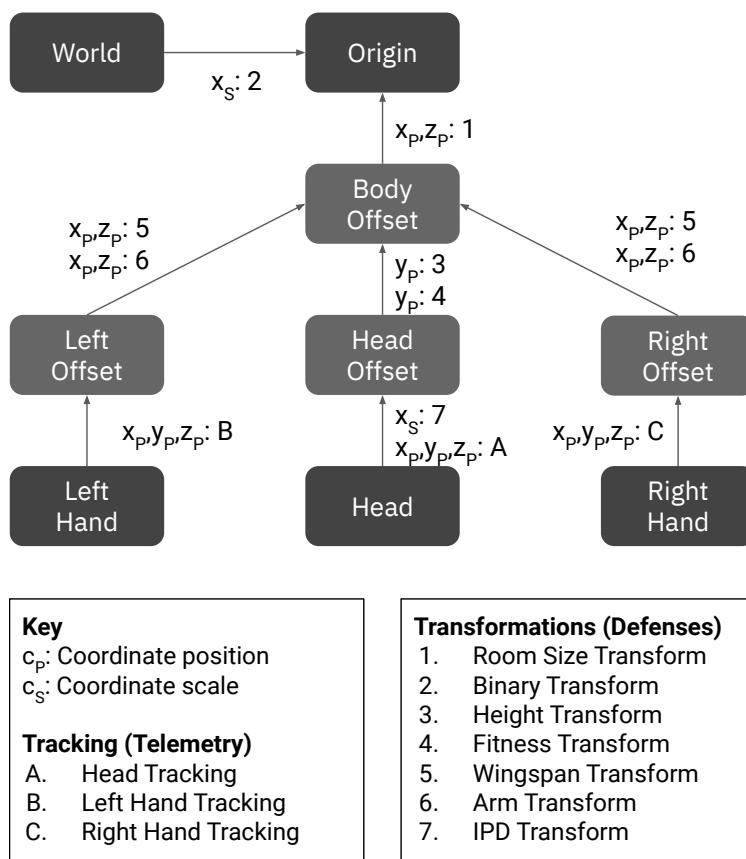 World
Origin
x_S: 2
x_P,z_P: 1
Body
Offset
x_P,z_P: 5
x_P,z_P: 6
x_P,z_P: 5
x_P,z_P: 6
y_P: 3
y_P: 4
Left
Offset
Head
Offset
Right
Offset
x_P,y_P,z_P: B
x_S: 7
x_P,y_P,z_P: A
x_P,y_P,z_P: C
Left
Hand
Head
Right
Hand
Key
c_P: Coordinate position
c_S: Coordinate scale
Tracking (Telemetry)
A. Head Tracking
B. Left Hand Tracking
C. Right Hand Tracking
Transformations (Defenses)
1. Room Size Transform
2. Binary Transform
3. Height Transform
4. Fitness Transform
5. Wingspan Transform
6. Arm Transform
7. IPD Transform